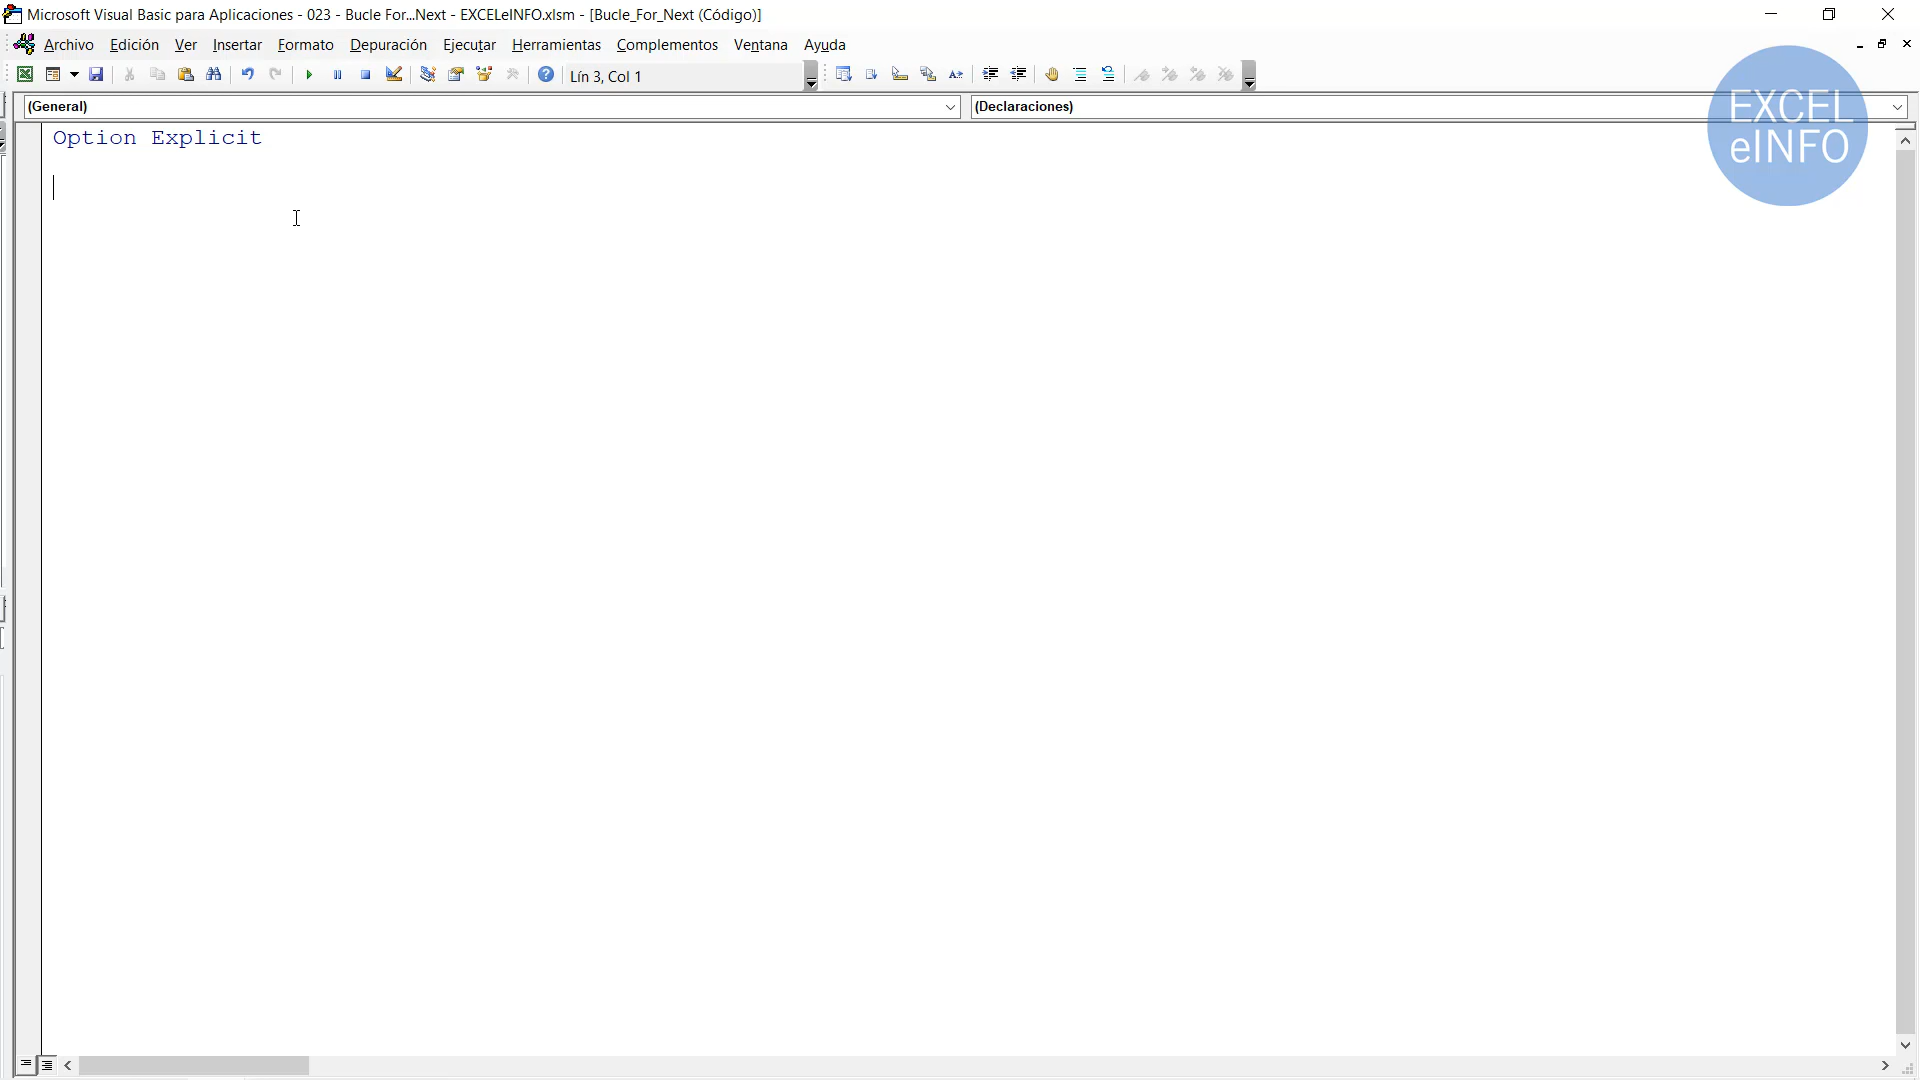 Microsoft Visual Basic para Aplicaciones - 023 - Bucle For...Next - EXCELeINFO.xlsm - [Bucle_For_Next (Código)]
Archivo Edición Ver Insertar Formato Depuración Ejecutar Herramientas Complementos Ventana Ayuda
Lín 3, Col 1
(General) (Declaraciones)
EXCEL
eINFO
Option Explicit